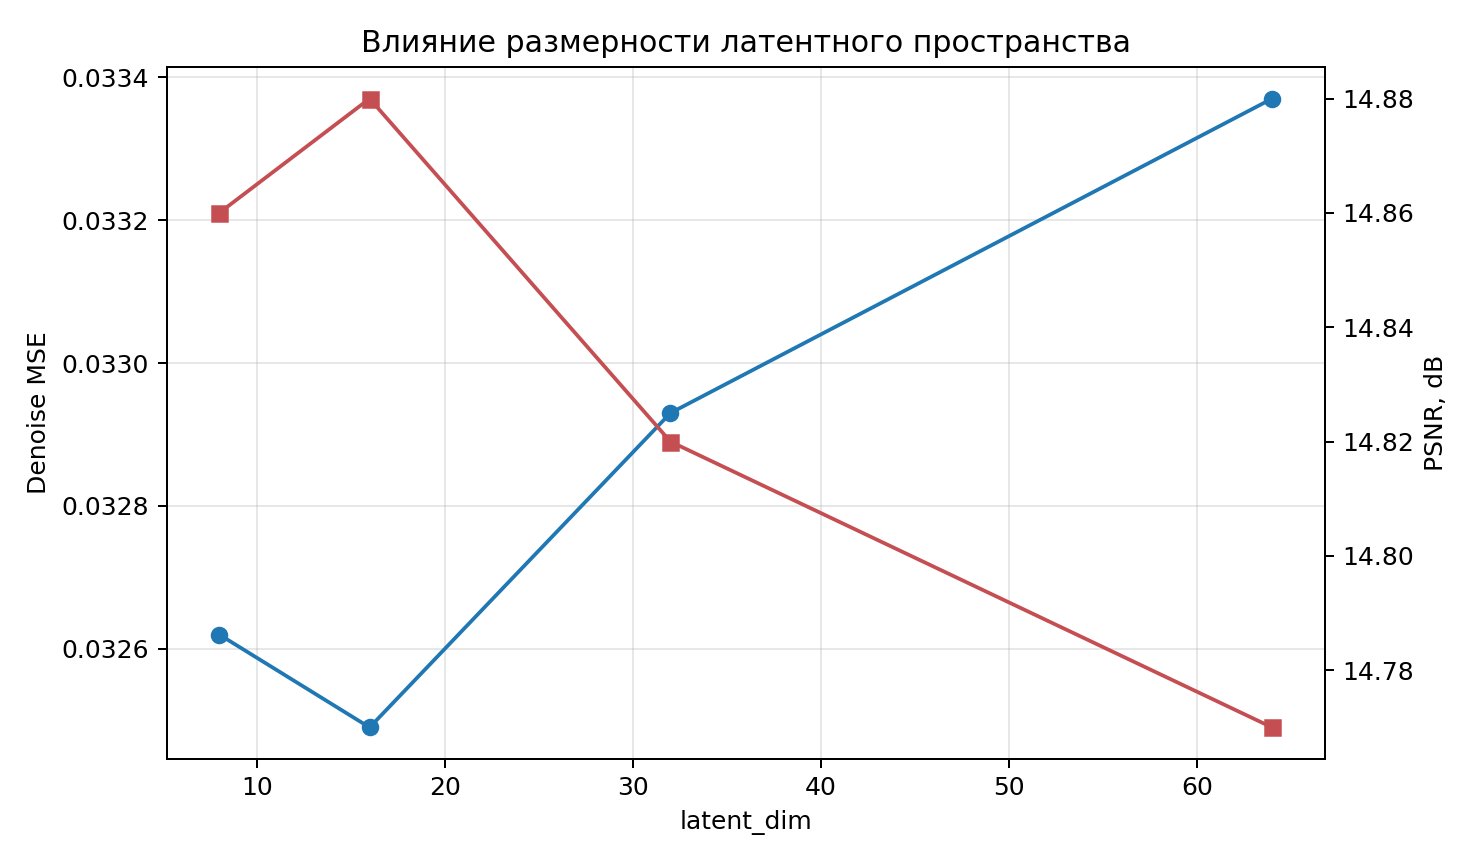 Влияние размерности латентного пространства
0.0334
0.0332
0.0330
0.0328
0.0326
Denoise MSE
14.88
14.86
14.84
14.82
14.80
14.78
PSNR, dB
10 20 30 40 50 60
latent_dim